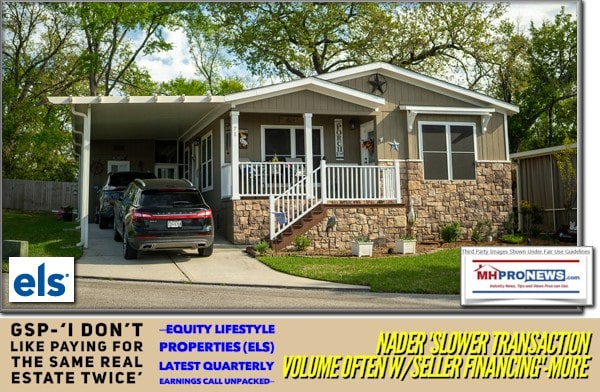 PORCH
els
Third Party Images Shown Under Fair Use Guidelines
MHPRONEWS.com
Industry News, Tips and Views Pros can Use
GSP-'I DON'T
LIKE PAYING FOR
THE SAME REAL
ESTATE TWICE'
--EQUITY LIFESTYLE
PROPERTIES (ELS)
LATEST QUARTERLY
EARNINGS CALL UNPACKED--
NADER 'SLOWER TRANSACTION
VOLUME OFTEN W/ SELLER FINANCING'-MORE